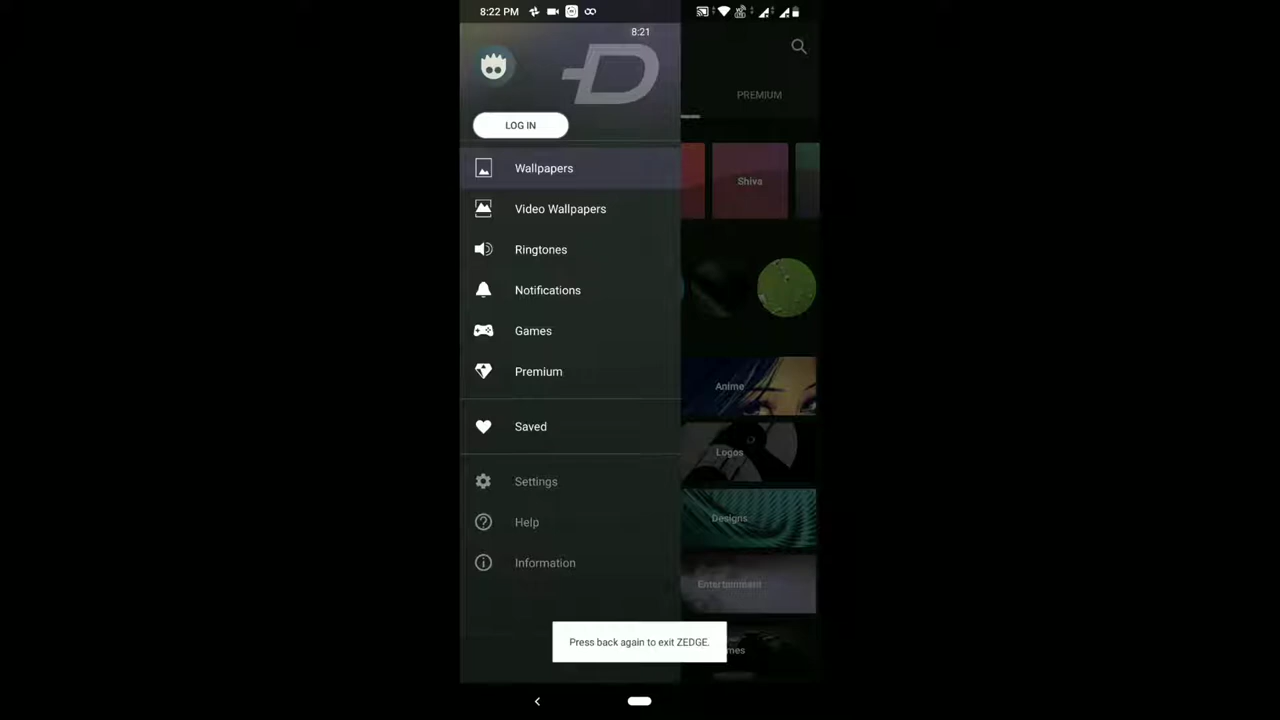 8:22 PM
8:21
PREMIUM
LOG IN
Wallpapers
Shiva
Video Wallpapers
Ringtones
Notifications
Games
Premium
Anime
Saved
Logos
Settings
Designs
Help
Information
Entertainment
Press back again to exit ZEDGE.
mes